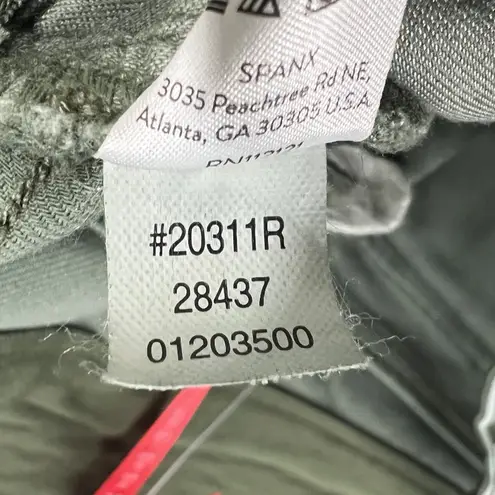 SPANX
3035 Peachtree Rd NE,
Atlanta, GA 30305 U.S.A
#20311R
28437
01203500